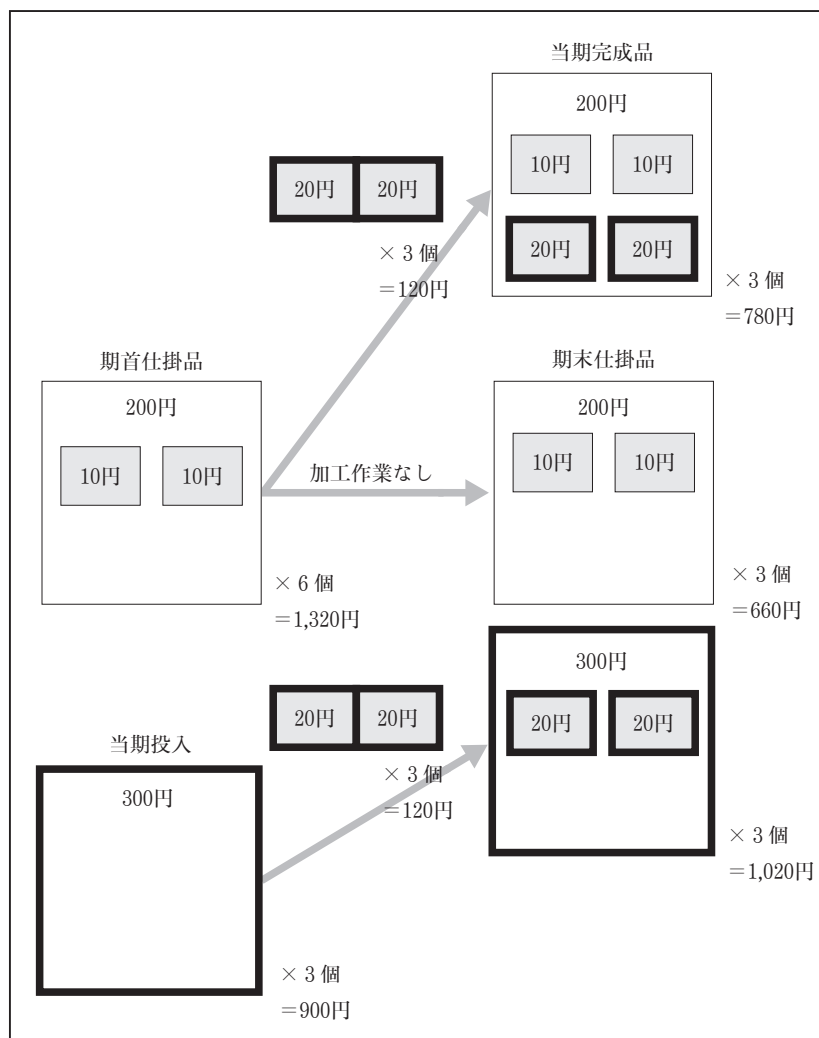 当期完成品
200円
10円 10円
20円 20円
20円 20円
× 3 個
=120円
× 3 個
=780円
期首仕掛品
200円
10円 10円
× 6 個
=1,320円
加工作業なし
期末仕掛品
200円
10円 10円
× 3 個
=660円
当期投入
300円
× 3 個
=900円
20円 20円
× 3 個
=120円
300円
20円 20円
× 3 個
=1,020円